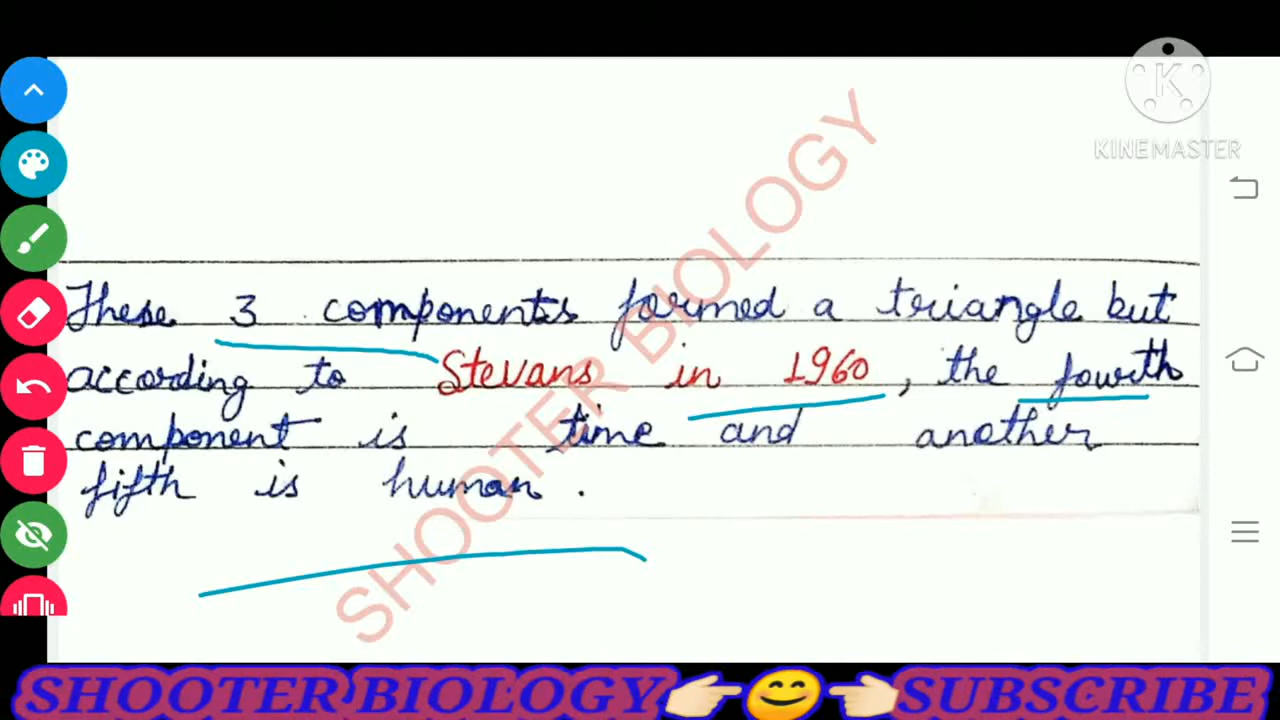 KINEMASTER
SHOOTER BIOLOGY
These 3 components formed a triangle but
according to Stevans in 1960, the fourth
component is time and another
fifth is human.
SHOOTER BIOLOGY👉🏻😊👈🏻SUBSCRIBE